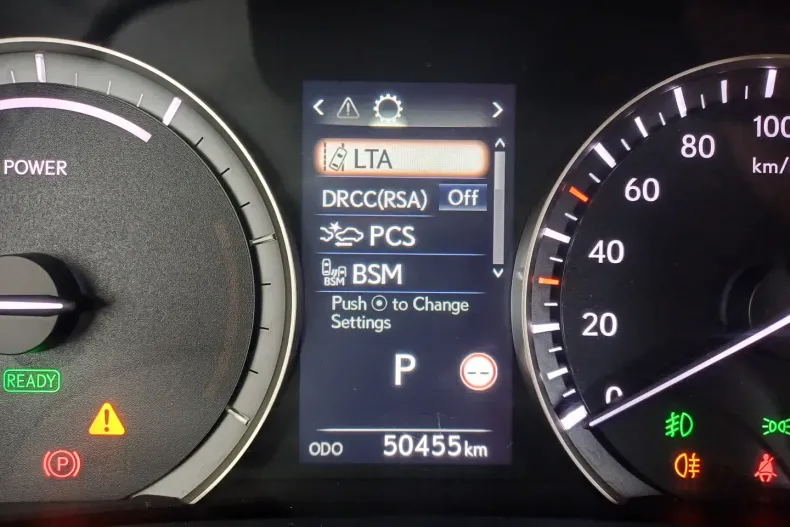 POWER
READY
P
LTA
DRCC(RSA) Off
PCS
BSM BSM
Push to Change
Settings
P --
ODO 50455km
100
km/
80
60
40
20
0